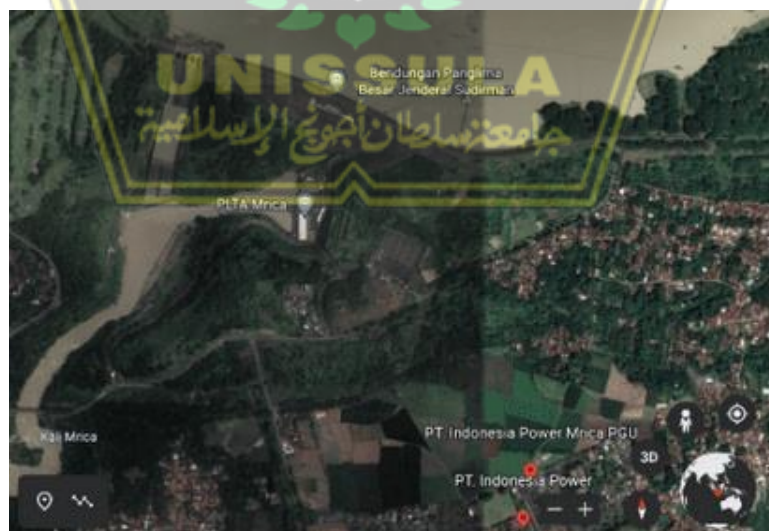 UNISSULA
جامعة سلطان أجونج الإسلامية
Bendungan Panglima
Besar Jenderal Sudirman
PLTA Mrica
Kali Mrica
PT. Indonesia Power Mrica PGU
3D
PT. Indonesia Power